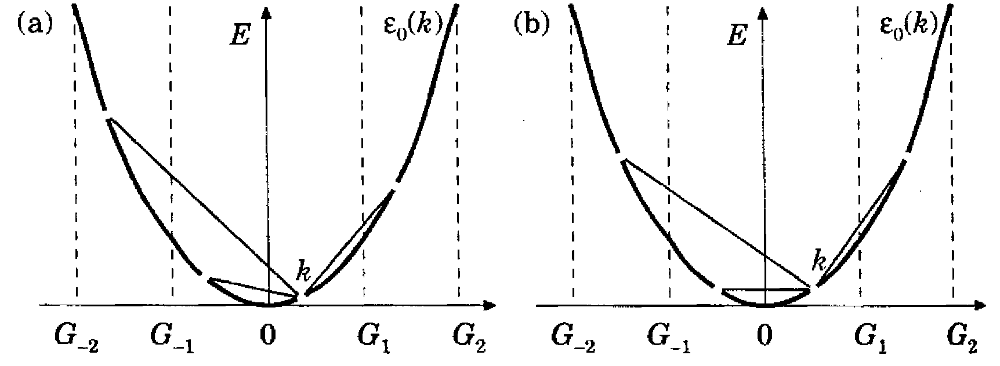 (a) E ε₀(k) (b) E ε₀(k)
k k
G₋₂ G₋₁ 0 G₁ G₂ G₋₂ G₋₁ 0 G₁ G₂